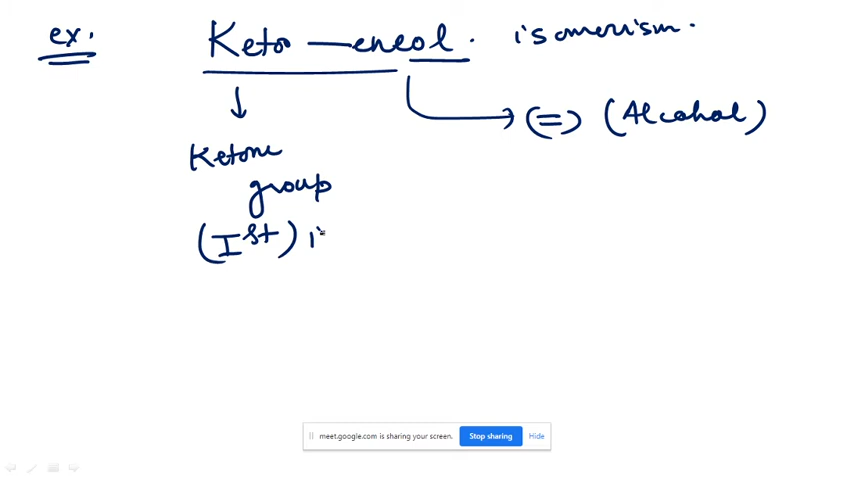 ex. Keto — eneol. isomerism.
(=) (Alcohol)
Ketone
group
(Ist) i
meet.google.com is sharing your screen. Stop sharing Hide